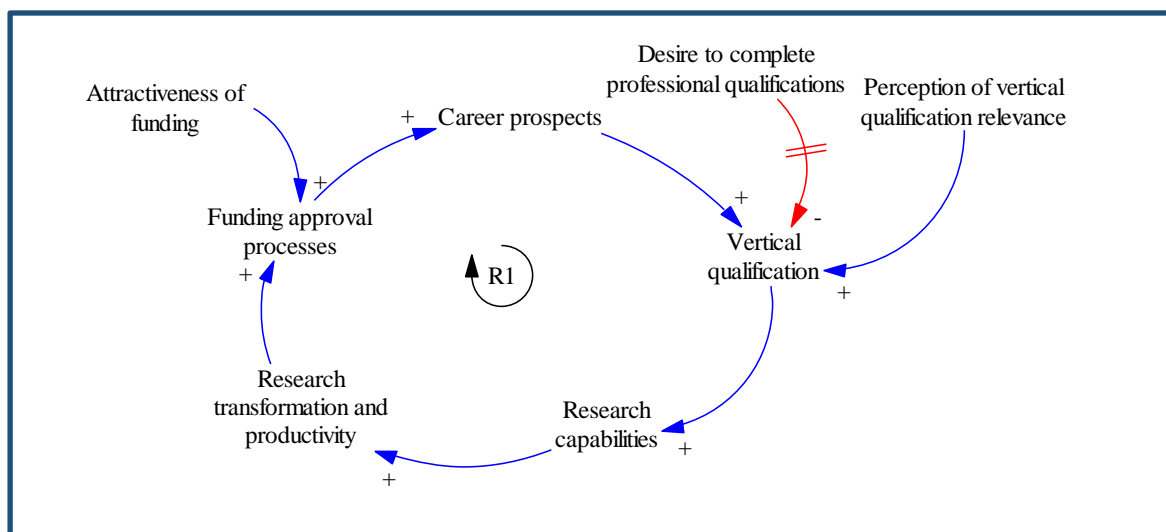 Desire to complete
professional qualifications
Attractiveness of
funding
Perception of vertical
qualification relevance
+
Career prospects
+
Funding approval
processes
+
-
Vertical
qualification
+
R1
+
Research
transformation and
productivity
Research
capabilities
+
+